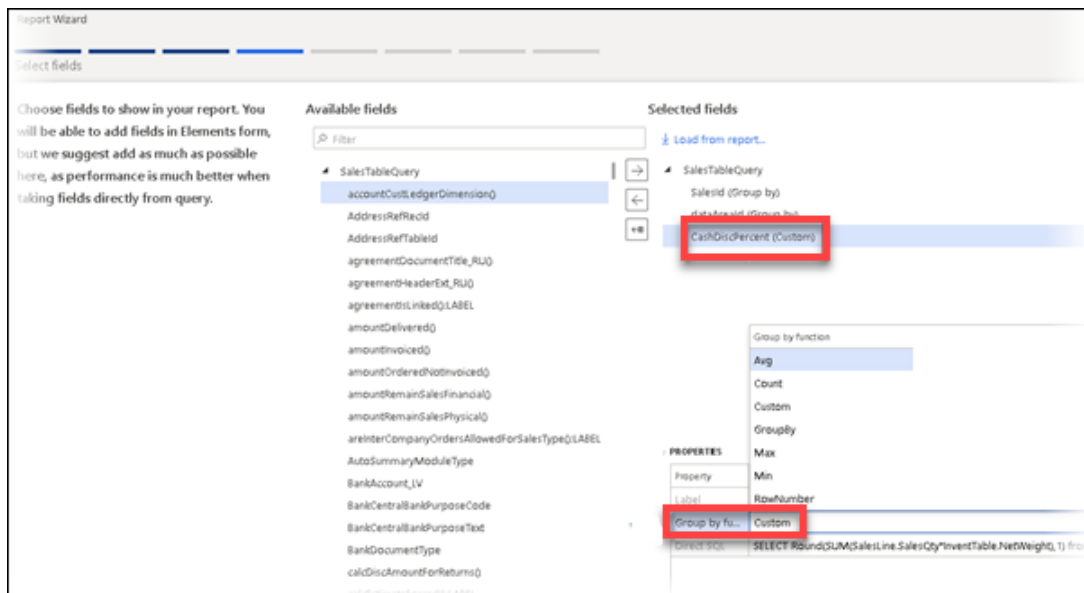 Report Wizard
Select fields
Choose fields to show in your report. You
will be able to add fields in Elements form,
but we suggest add as much as possible
here, as performance is much better when
taking fields directly from query.
Available fields
Filter
SalesTableQuery
accountCustLedgerDimension()
AddressRefRecId
AddressRefTableId
agreementDocumentTitle_RU()
agreementHeaderExt_RU()
agreementIsLinked():LABEL
amountDelivered()
amountInvoiced()
amountOrderedNotInvoiced()
amountRemainSalesFinancial()
amountRemainSalesPhysical()
areInterCompanyOrdersAllowedForSalesType():LABEL
AutoSummaryModuleType
BankAccount_LV
BankCentralBankPurposeCode
BankCentralBankPurposeText
BankDocumentType
calcDiscAmountForReturns()
Selected fields
Load from report...
SalesTableQuery
SalesId (Group by)
dataAreaId (Group by)
CashDiscPercent (Custom)
Group by function
Avg
Count
Custom
GroupBy
Max
Min
RowNumber
PROPERTIES
Property
Label
Group by fu... Custom
Direct SQL SELECT Round(SUM(SalesLine.SalesQty*InventTable.NetWeight),1) fro